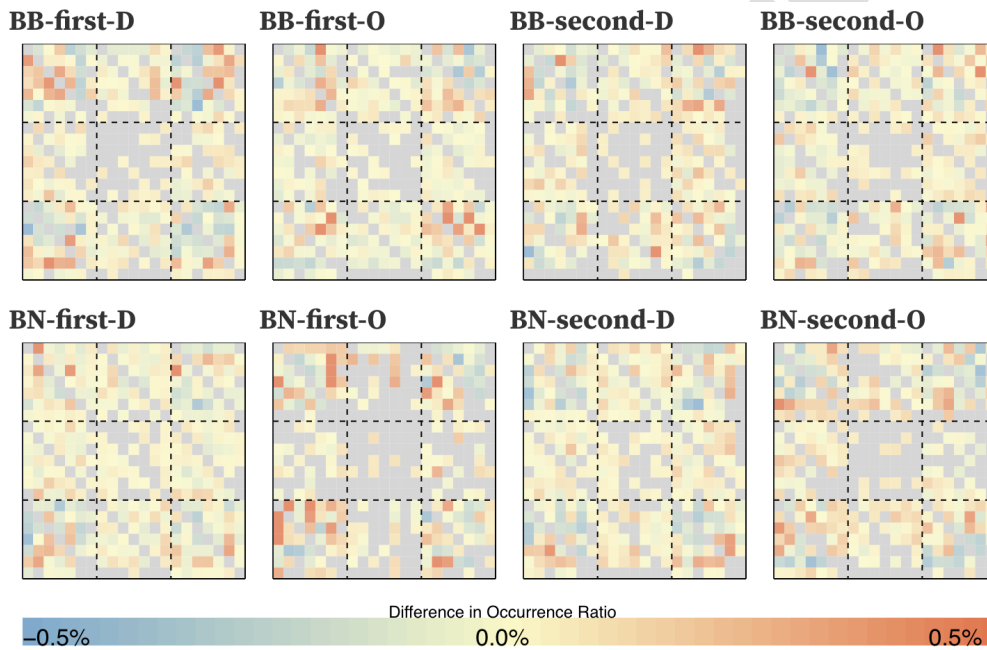 BB-first-D BB-first-O BB-second-D BB-second-O
BN-first-D BN-first-O BN-second-D BN-second-O
Difference in Occurrence Ratio
−0.5% 0.0% 0.5%